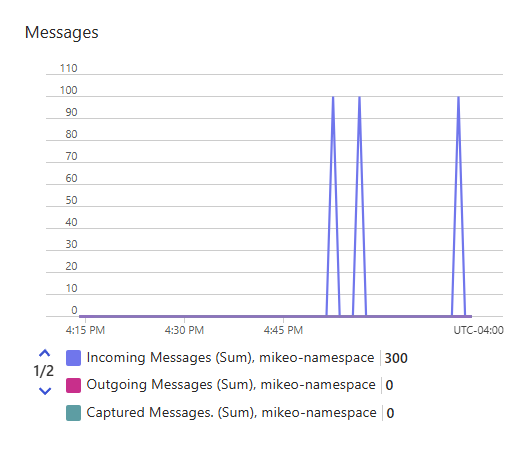 Messages
110
100
90
80
70
60
50
40
30
20
10
0
4:15 PM 4:30 PM 4:45 PM UTC-04:00
Incoming Messages (Sum), mikeo-namespace 300
1/2
Outgoing Messages (Sum), mikeo-namespace 0
Captured Messages. (Sum), mikeo-namespace 0